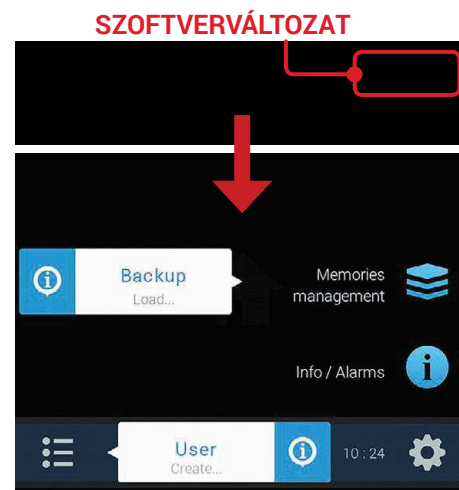 SZOFTVERVÁLTOZAT
Backup
Load...
Memories
management
Info / Alarms
User
Create...
10 : 24